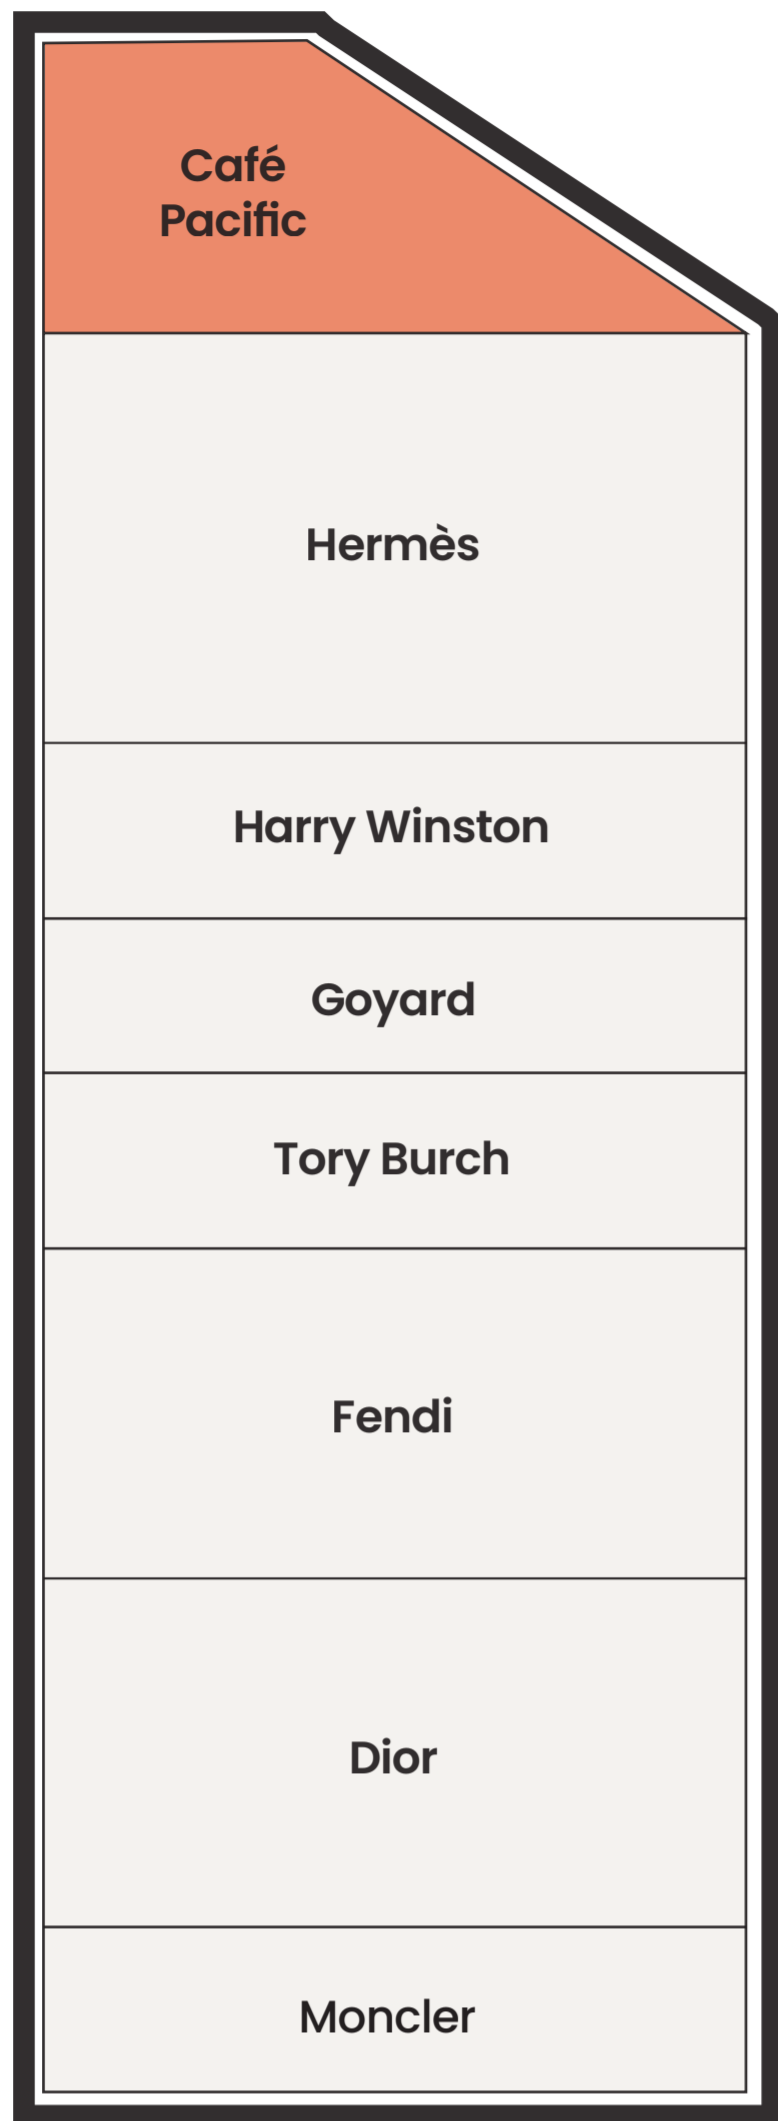 Café
Pacific
Hermès
Harry Winston
Goyard
Tory Burch
Fendi
Dior
Moncler